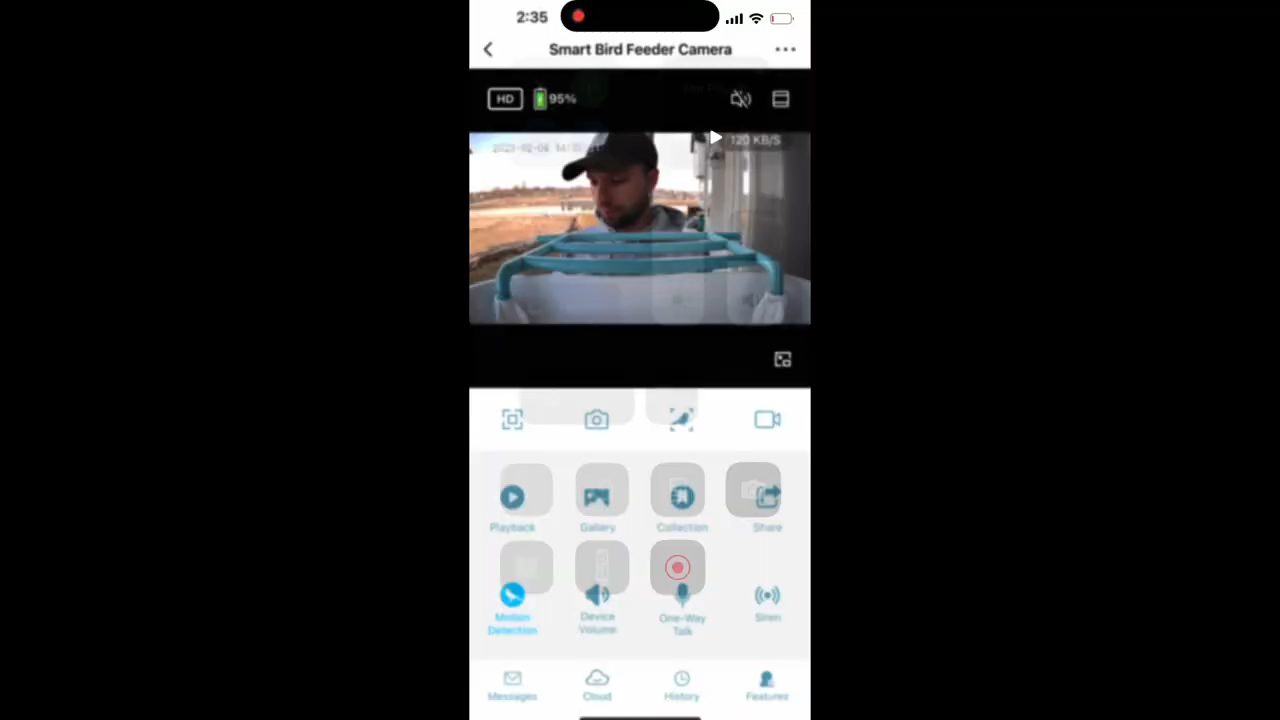 2:35
Smart Bird Feeder Camera
HD 95%
120 KB/S
Playback Gallery Collection Share
Motion Detection Device Volume One-Way Talk Siren
Messages Cloud History Features